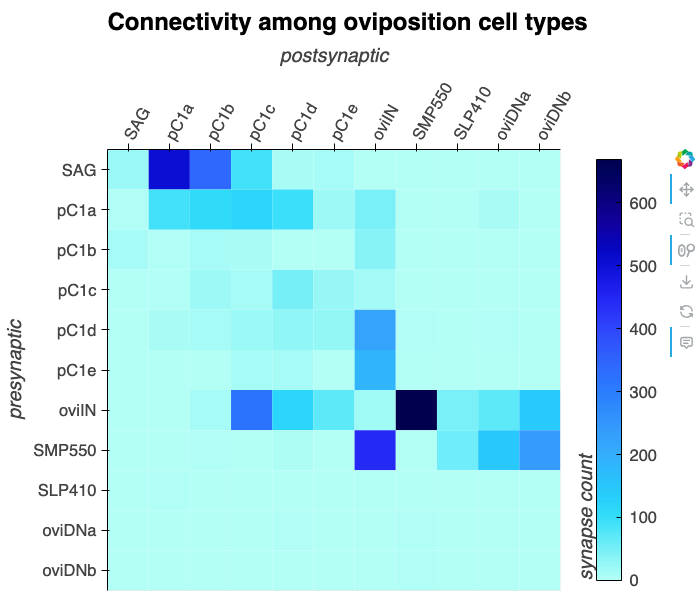 Connectivity among oviposition cell types
postsynaptic
SAG
pC1a
pC1b
pC1c
pC1d
pC1e
oviIN
SMP550
SLP410
oviDNa
oviDNb
presynaptic
SAG
pC1a
pC1b
pC1c
pC1d
pC1e
oviIN
SMP550
SLP410
oviDNa
oviDNb
synapse count
600
500
400
300
200
100
0